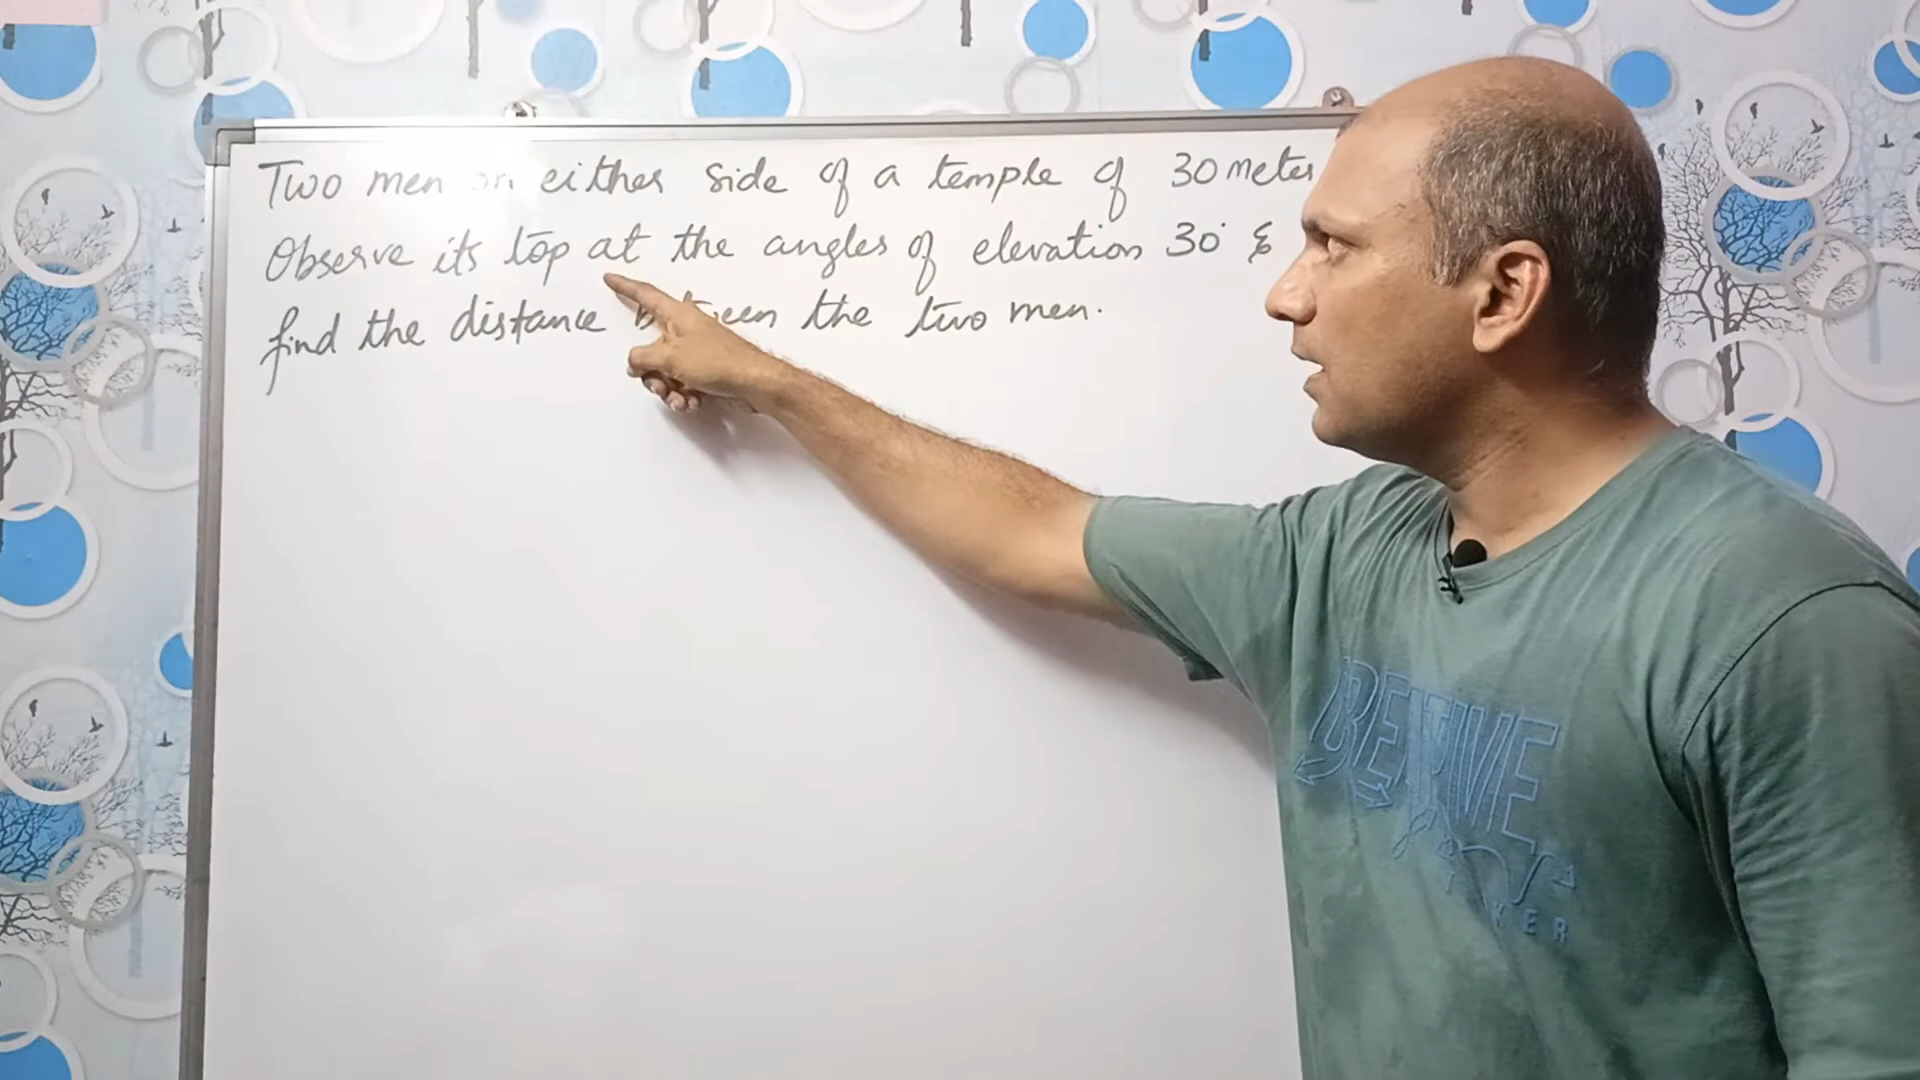 Two men on either side of a temple of 30 meter
Observe its top at the angles of elevation 30° &
find the distance between the two men.